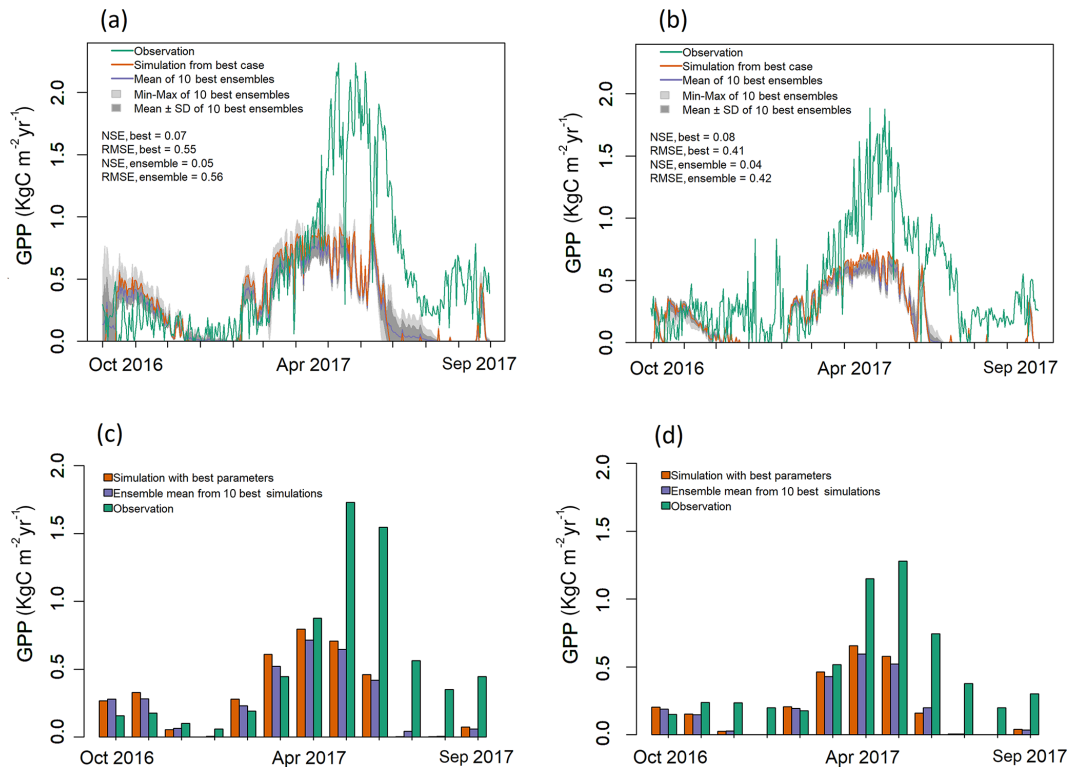 (a)
GPP (KgC m-2yr-1)
0.0 0.5 1.0 1.5 2.0
Observation
Simulation from best case
Mean of 10 best ensembles
Min-Max of 10 best ensembles
Mean ± SD of 10 best ensembles
NSE, best = 0.07
RMSE, best = 0.55
NSE, ensemble = 0.05
RMSE, ensemble = 0.56
Oct 2016 Apr 2017 Sep 2017
(b)
GPP (KgC m-2yr-1)
0.0 0.5 1.0 1.5 2.0
Observation
Simulation from best case
Mean of 10 best ensembles
Min-Max of 10 best ensembles
Mean ± SD of 10 best ensembles
NSE, best = 0.08
RMSE, best = 0.41
NSE, ensemble = 0.04
RMSE, ensemble = 0.42
Oct 2016 Apr 2017 Sep 2017
(c)
GPP (KgC m-2yr-1)
0.0 0.5 1.0 1.5 2.0
Simulation with best parameters
Ensemble mean from 10 best simulations
Observation
Oct 2016 Apr 2017 Sep 2017
(d)
GPP (KgC m-2yr-1)
0.0 0.5 1.0 1.5 2.0
Simulation with best parameters
Ensemble mean from 10 best simulations
Observation
Oct 2016 Apr 2017 Sep 2017